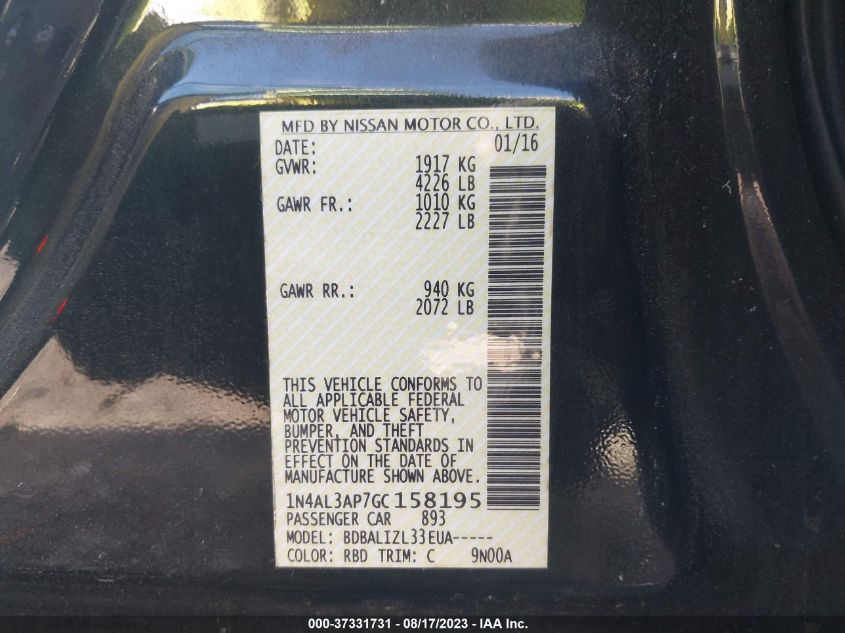 MFD BY NISSAN MOTOR CO., LTD.
DATE: 01/16
GVWR: 1917 KG
4226 LB
GAWR FR.: 1010 KG
2227 LB
GAWR RR.: 940 KG
2072 LB
THIS VEHICLE CONFORMS TO
ALL APPLICABLE FEDERAL
MOTOR VEHICLE SAFETY,
BUMPER, AND THEFT
PREVENTION STANDARDS IN
EFFECT ON THE DATE OF
MANUFACTURE SHOWN ABOVE.
1N4AL3AP7GC158195
PASSENGER CAR 893
MODEL: BDBALIZL33EUA-----
COLOR: RBD TRIM: C 9N00A
000-37331731 - 08/17/2023 - IAA Inc.